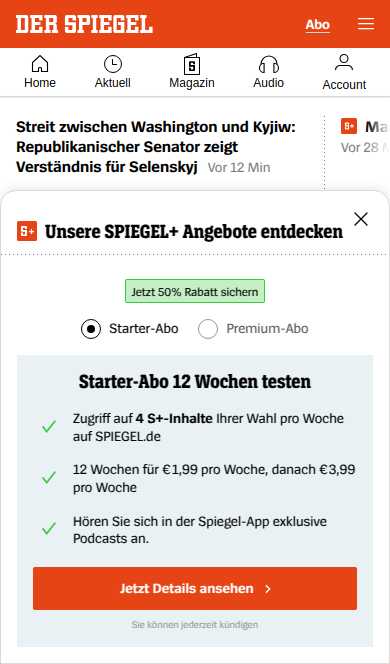 DER SPIEGEL
Abo
Home
Aktuell
Magazin
Audio
Account
Streit zwischen Washington und Kyjiw:
Republikanischer Senator zeigt
Verständnis für Selenskyj Vor 12 Min
S+ Ma
Vor 28 M
S+ Unsere SPIEGEL+ Angebote entdecken
Jetzt 50% Rabatt sichern
Starter-Abo
Premium-Abo
Starter-Abo 12 Wochen testen
Zugriff auf 4 S+-Inhalte Ihrer Wahl pro Woche
auf SPIEGEL.de
12 Wochen für €1,99 pro Woche, danach €3,99
pro Woche
Hören Sie sich in der Spiegel-App exklusive
Podcasts an.
Jetzt Details ansehen
Sie können jederzeit kündigen